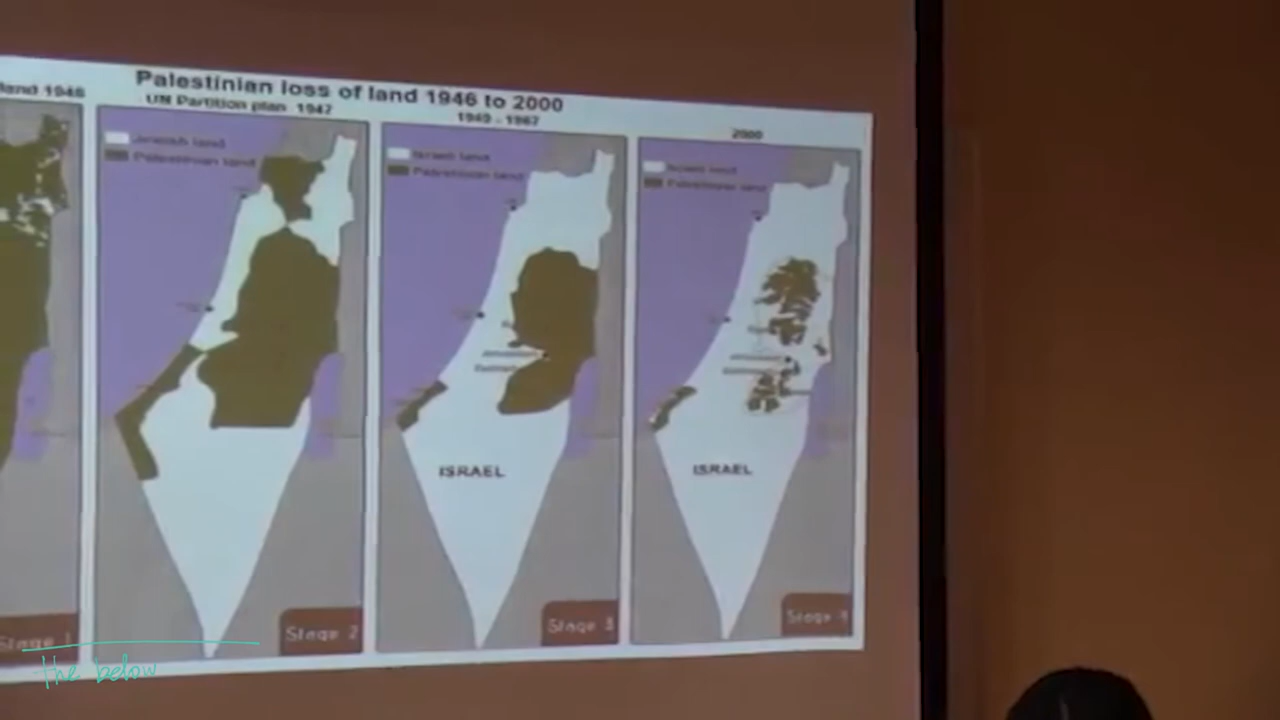 Palestinian loss of land 1946 to 2000
land 1946
UN Partition plan 1947
1949 - 1967
2000
Jewish land
Palestinian land
Israeli land
Palestinian land
Israeli land
Palestinian land
ISRAEL
ISRAEL
Stage 1
Stage 2
Stage 3
Stage 4
the below